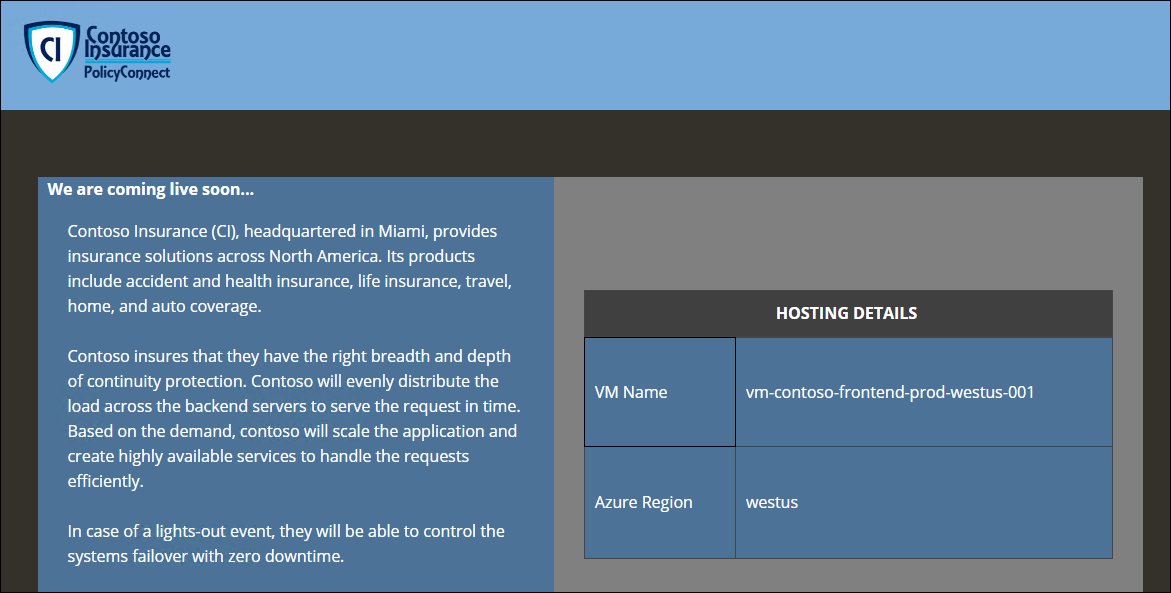 CI
Contoso
Insurance
PolicyConnect
We are coming live soon...
Contoso Insurance (CI), headquartered in Miami, provides
insurance solutions across North America. Its products
include accident and health insurance, life insurance, travel,
home, and auto coverage.
Contoso insures that they have the right breadth and depth
of continuity protection. Contoso will evenly distribute the
load across the backend servers to serve the request in time.
Based on the demand, contoso will scale the application and
create highly available services to handle the requests
efficiently.
In case of a lights-out event, they will be able to control the
systems failover with zero downtime.
HOSTING DETAILS
VM Name vm-contoso-frontend-prod-westus-001
Azure Region westus